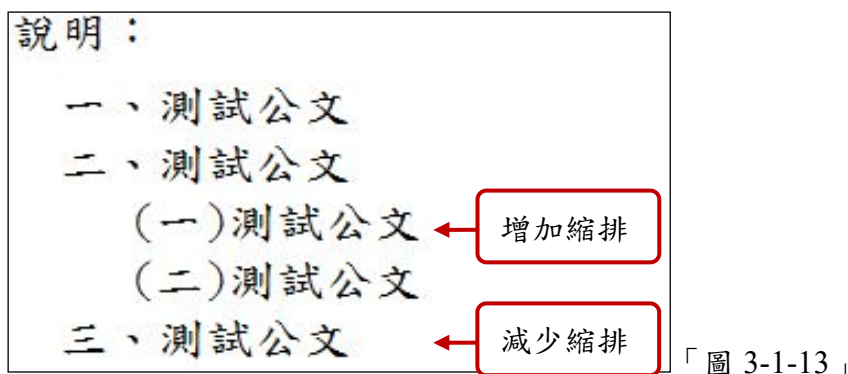 說明：
一、測試公文
二、測試公文
(一)測試公文 增加縮排
(二)測試公文
三、測試公文 減少縮排
「圖 3-1-13」